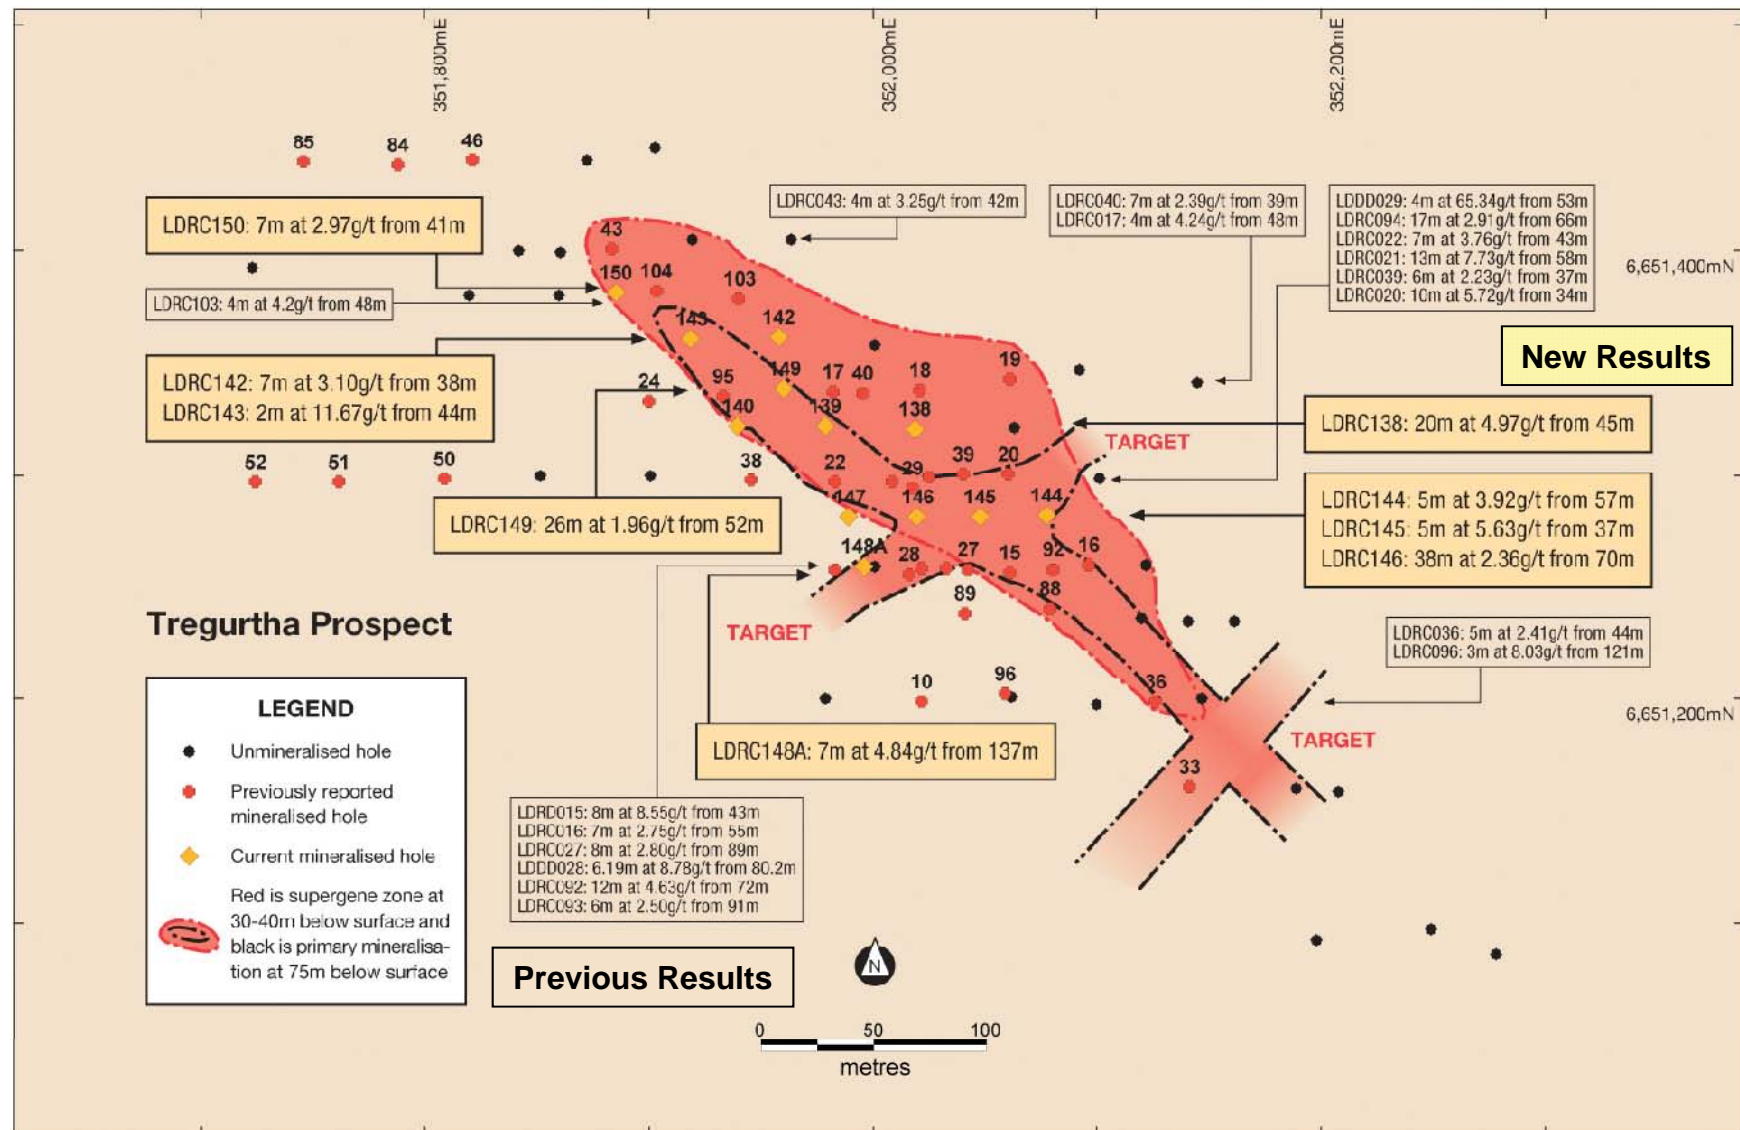 351,800mE
352,000mE
352,200mE
85
84
46
LDRC043: 4m at 3.25g/t from 42m
LDRC040: 7m at 2.39g/t from 39m
LDRC017: 4m at 4.24g/t from 48m
LDDD029: 4m at 65.34g/t from 53m
LDRC094: 17m at 2.91g/t from 66m
LDRC022: 7m at 3.76g/t from 43m
LDRC021: 13m at 7.73g/t from 58m
LDRC039: 6m at 2.23g/t from 37m
LDRC020: 10m at 5.72g/t from 34m
6,651,400mN
LDRC150: 7m at 2.97g/t from 41m
43
150
104
103
LDRC103: 4m at 4.2g/t from 48m
143
142
New Results
LDRC142: 7m at 3.10g/t from 38m
LDRC143: 2m at 11.67g/t from 44m
24
95
149
17
40
18
19
140
139
138
LDRC138: 20m at 4.97g/t from 45m
TARGET
52
51
50
38
22
29
39
20
LDRC149: 26m at 1.96g/t from 52m
147
146
145
144
LDRC144: 5m at 3.92g/t from 57m
LDRC145: 5m at 5.63g/t from 37m
LDRC146: 38m at 2.36g/t from 70m
148A
28
27
15
92
16
89
88
TARGET
Tregurtha Prospect
LDRC036: 5m at 2.41g/t from 44m
LDRC096: 3m at 8.03g/t from 121m
10
96
36
6,651,200mN
TARGET
33
LDRC148A: 7m at 4.84g/t from 137m
LEGEND
Unmineralised hole
Previously reported
mineralised hole
Current mineralised hole
Red is supergene zone at
30-40m below surface and
black is primary mineralisa-
tion at 75m below surface
LDRD015: 8m at 8.55g/t from 43m
LDRC016: 7m at 2.75g/t from 55m
LDRC027: 8m at 2.80g/t from 89m
LDDD028: 6.19m at 8.78g/t from 80.2m
LDRC092: 12m at 4.63g/t from 72m
LDRC093: 6m at 2.50g/t from 91m
Previous Results
N
0 50 100
metres